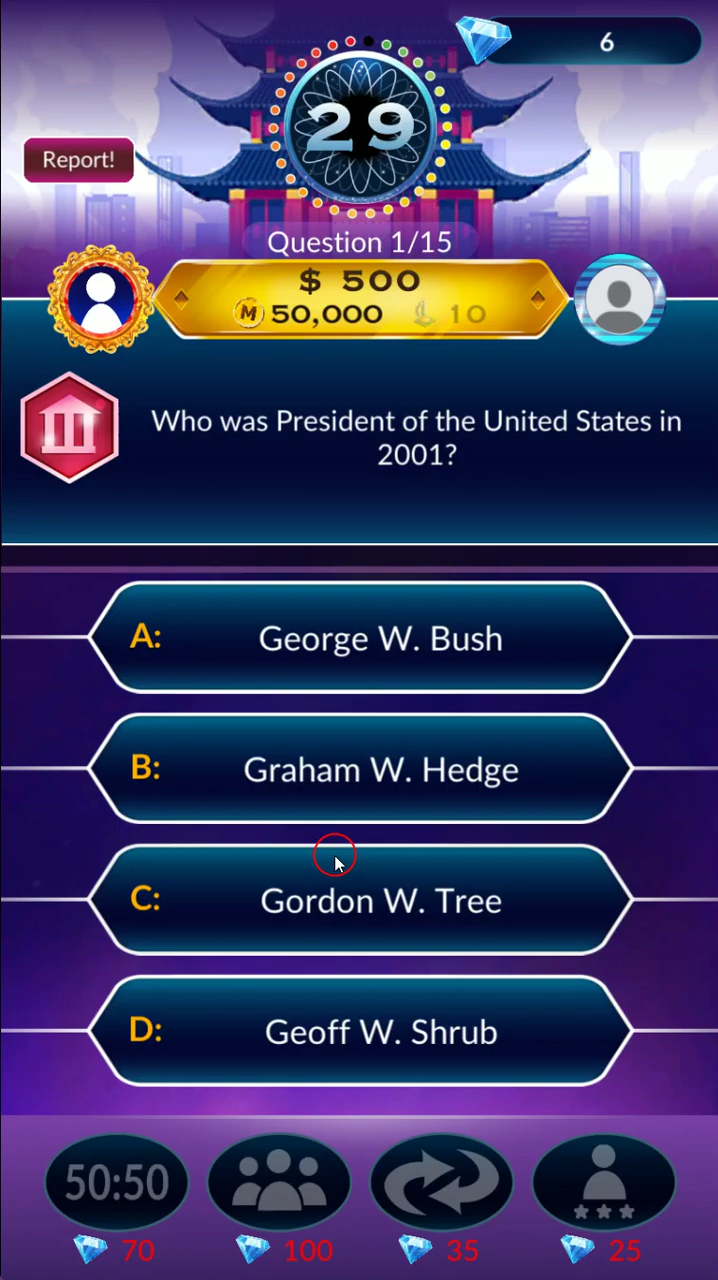 6
29
Report!
Question 1/15
$ 500
M 50,000 10
Who was President of the United States in
2001?
A: George W. Bush
B: Graham W. Hedge
C: Gordon W. Tree
D: Geoff W. Shrub
50:50
70 100 35 25